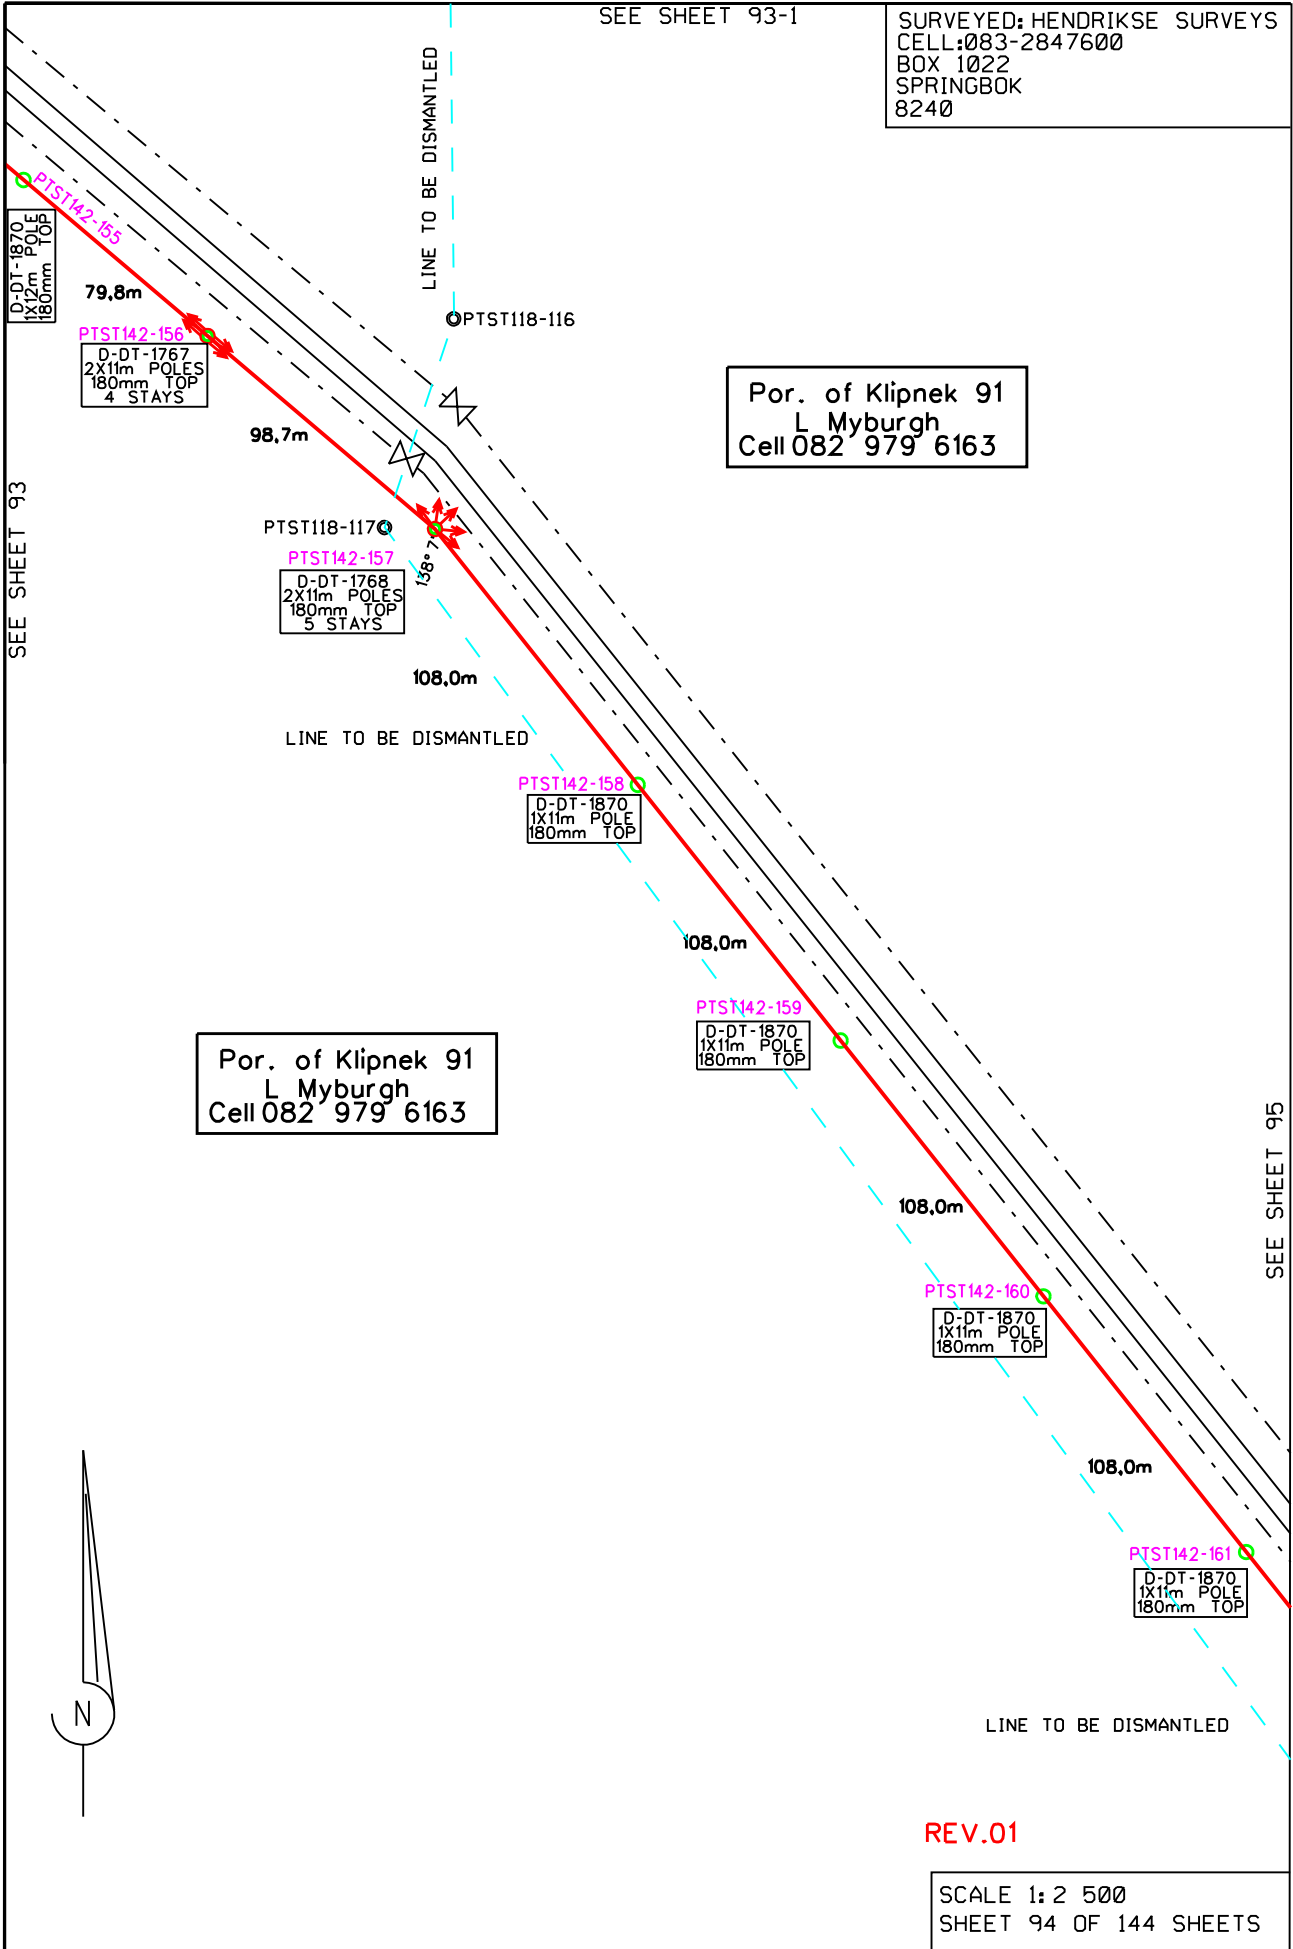 SEE SHEET 93-1
SURVEYED: HENDRIKSE SURVEYS
CELL:083-2847600
BOX 1022
SPRINGBOK
8240
LINE TO BE DISMANTLED
PTST142-155
D-DT-1870
1X12m POLE
180mm TOP
79,8m
PTST142-156
D-DT-1767
2X11m POLES
180mm TOP
4 STAYS
PTST118-116
98,7m
Por. of Klipnek 91
L Myburgh
Cell 082 979 6163
SEE SHEET 93
PTST118-117
PTST142-157
138°7'
D-DT-1768
2X11m POLES
180mm TOP
5 STAYS
108,0m
LINE TO BE DISMANTLED
PTST142-158
D-DT-1870
1X11m POLE
180mm TOP
108,0m
PTST142-159
D-DT-1870
1X11m POLE
180mm TOP
Por. of Klipnek 91
L Myburgh
Cell 082 979 6163
SEE SHEET 95
108,0m
PTST142-160
D-DT-1870
1X11m POLE
180mm TOP
108,0m
PTST142-161
D-DT-1870
1X11m POLE
180mm TOP
N
LINE TO BE DISMANTLED
REV.01
SCALE 1:2 500
SHEET 94 OF 144 SHEETS